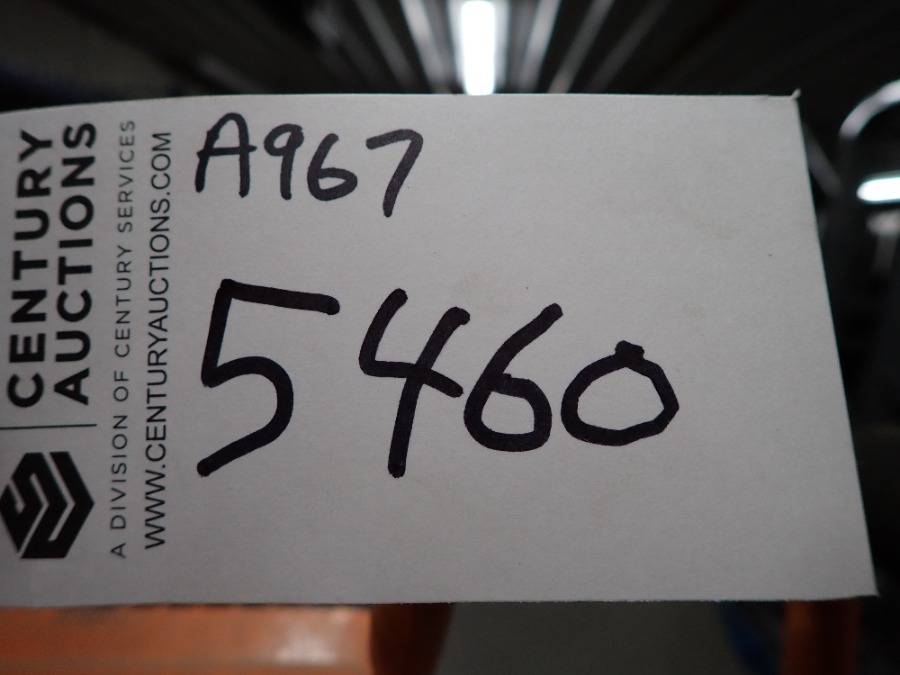 CENTURY
AUCTIONS
A DIVISION OF CENTURY SERVICES
WWW.CENTURYAUCTIONS.COM
A967
5460